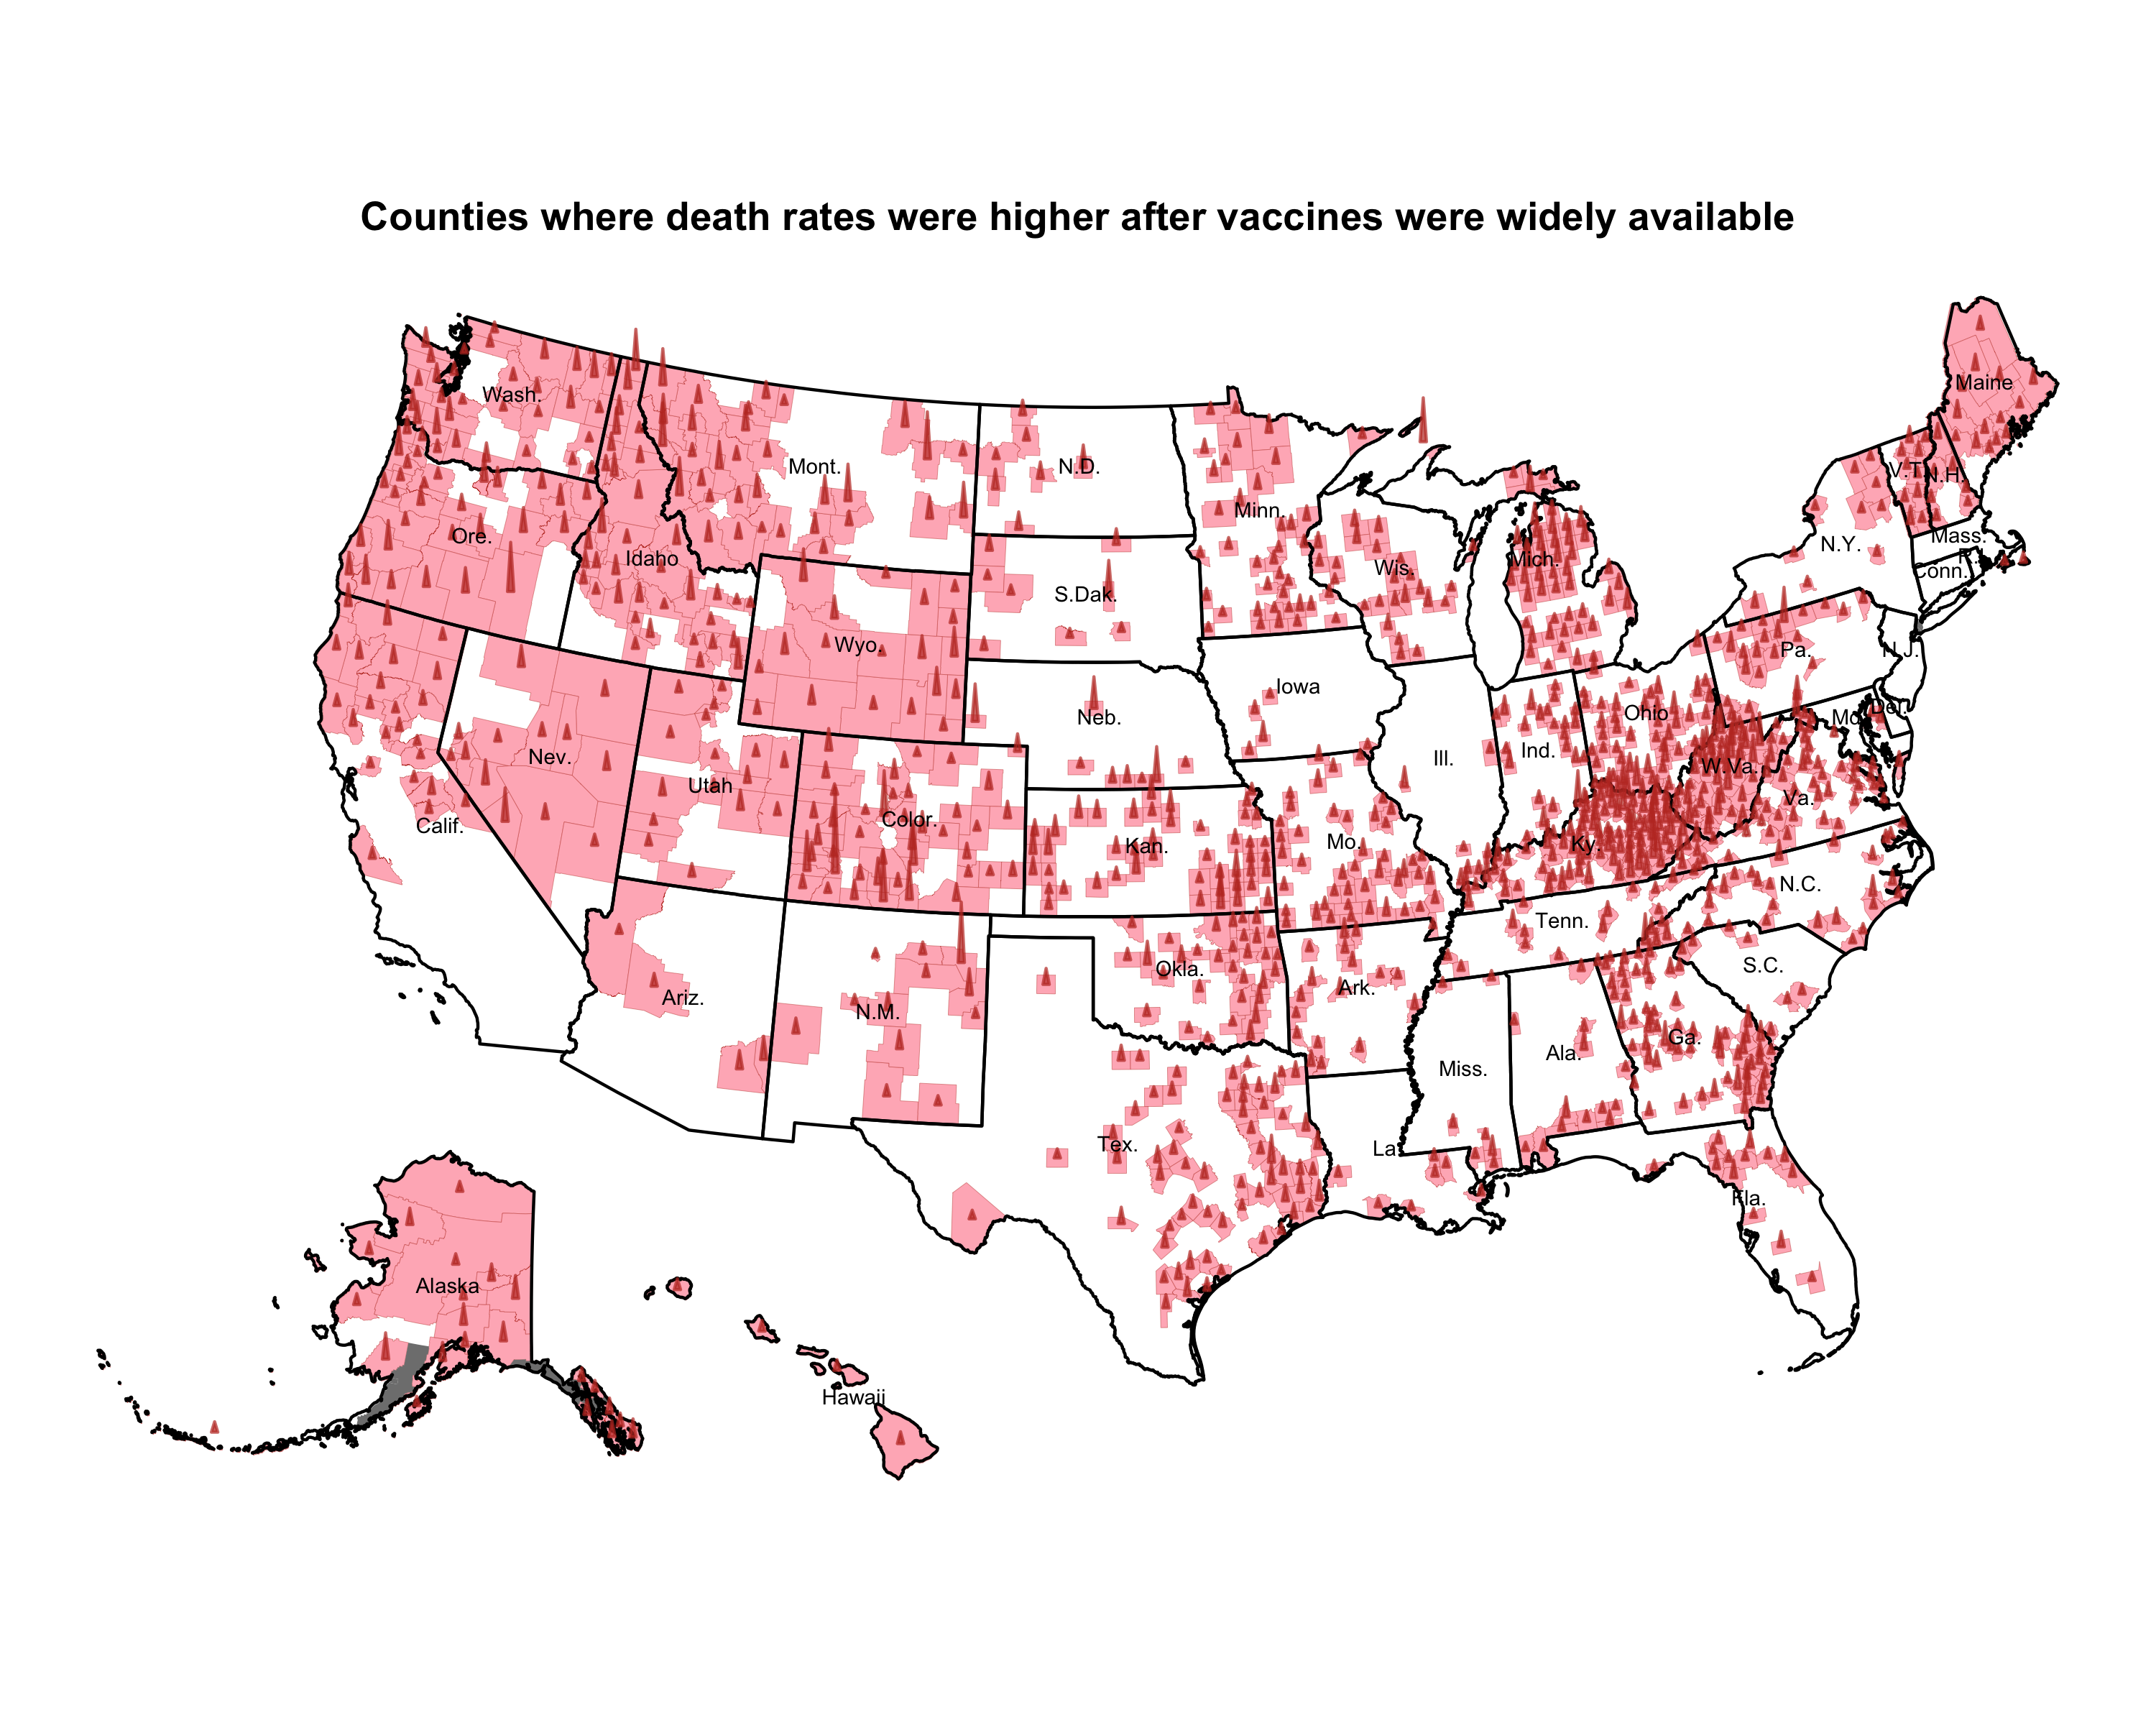 Counties where death rates were higher after vaccines were widely available
Maine
Wash.
Mont.
N.D.
V.T.
N.H.
Minn.
Ore.
Mass.
N.Y.
R.I.
Idaho
Mich.
Wis.
Conn.
S.Dak.
Wyo.
Pa.
N.J.
Iowa
Del.
Neb.
Ohio
Md.
Nev.
Ind.
Ill.
W.Va.
Utah
Va.
Color.
Calif.
Kan.
Mo.
Ky.
N.C.
Tenn.
S.C.
Okla.
Ark.
Ariz.
N.M.
Ga.
Ala.
Miss.
Tex.
La.
Fla.
Alaska
Hawaii